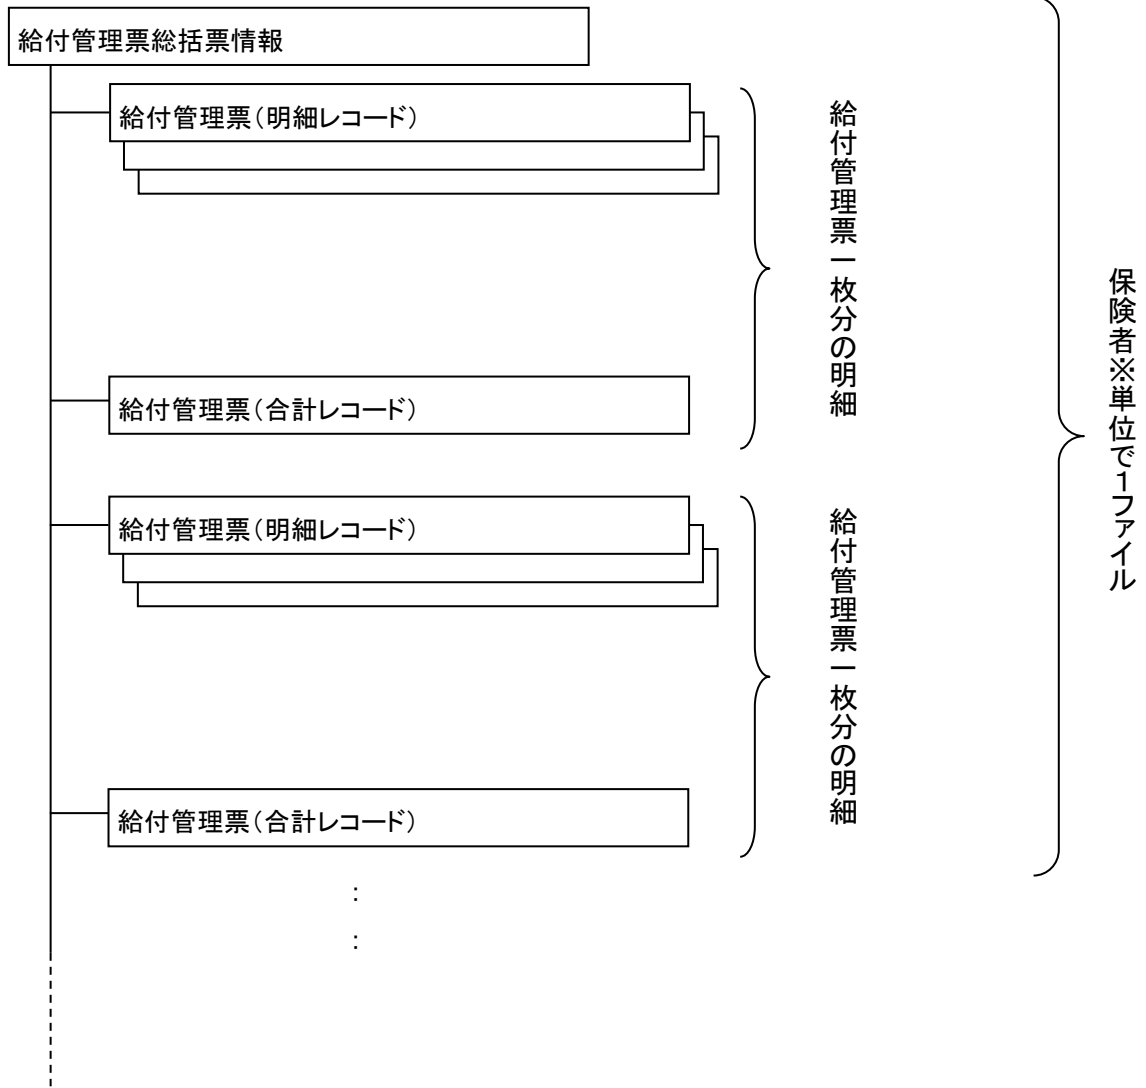 給付管理票総括票情報
給付管理票（明細レコード）
給付管理票一枚分の明細
給付管理票（合計レコード）
給付管理票（明細レコード）
給付管理票一枚分の明細
給付管理票（合計レコード）
：
：
保険者※単位で１ファイル